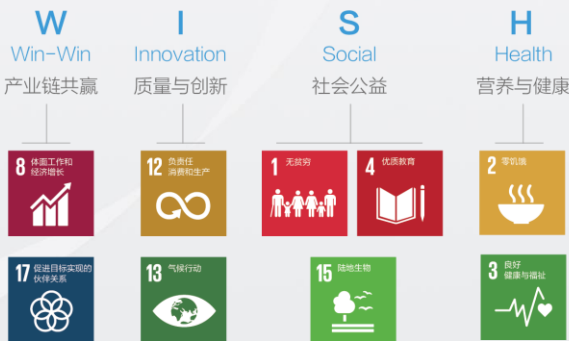 W
I
S
H
Win-Win
Innovation
Social
Health
产业链共赢
质量与创新
社会公益
营养与健康
8 体面工作和
经济增长
12 负责任
消费和生产
1 无贫穷
4 优质教育
2 零饥饿
17 促进目标实现的
伙伴关系
13 气候行动
15 陆地生物
3 良好
健康与福祉